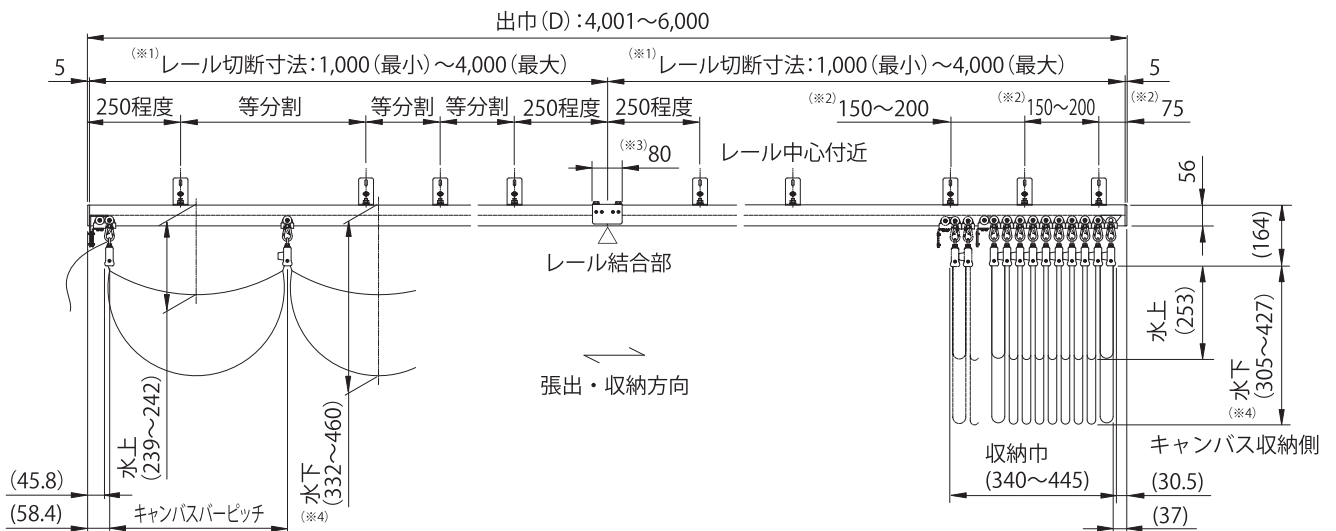 出巾(D):4,001～6,000
(※1)レール切断寸法:1,000(最小)～4,000(最大)
(※1)レール切断寸法:1,000(最小)～4,000(最大)
5
5
250程度
等分割
等分割
等分割
250程度
250程度
(※2)150～200
(※2)150～200
(※2)75
(※3)80
レール中心付近
56
(164)
レール結合部
水上
(253)
水下
(305～427)
(※4)
張出・収納方向
水上
(239～242)
水下
(332～460)
(※4)
キャンバス収納側
収納巾
(340～445)
(45.8)
(30.5)
(58.4)
キャンバスバーピッチ
(37)